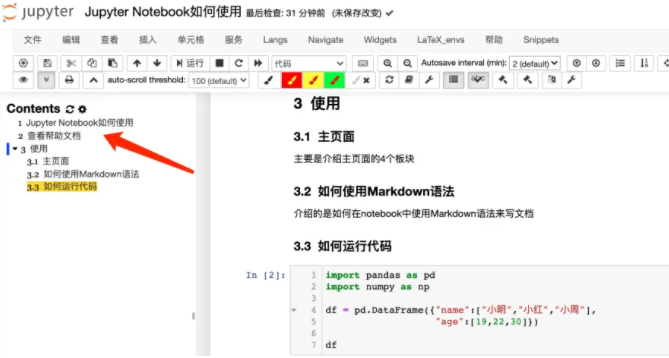 jupyter Jupyter Notebook如何使用 最后检查: 31 分钟前 (未保存改变)
文件 编辑 查看 插入 单元格 服务 Langs Navigate Widgets LaTeX_envs 帮助 Snippets
运行 代码 Autosave interval (min): 2 (default)
auto-scroll threshold: 100 (default)
Contents
1 Jupyter Notebook如何使用
2 查看帮助文档
3 使用
3.1 主页面
3.2 如何使用Markdown语法
3.3 如何运行代码
3 使用
3.1 主页面
主要是介绍主页面的4个板块
3.2 如何使用Markdown语法
介绍的是如何在notebook中使用Markdown语法来写文档
3.3 如何运行代码
In [2]:
1 import pandas as pd
2 import numpy as np
3
4 df = pd.DataFrame({"name":["小明","小红","小周"],
5 "age":[19,22,30]})
6
7 df